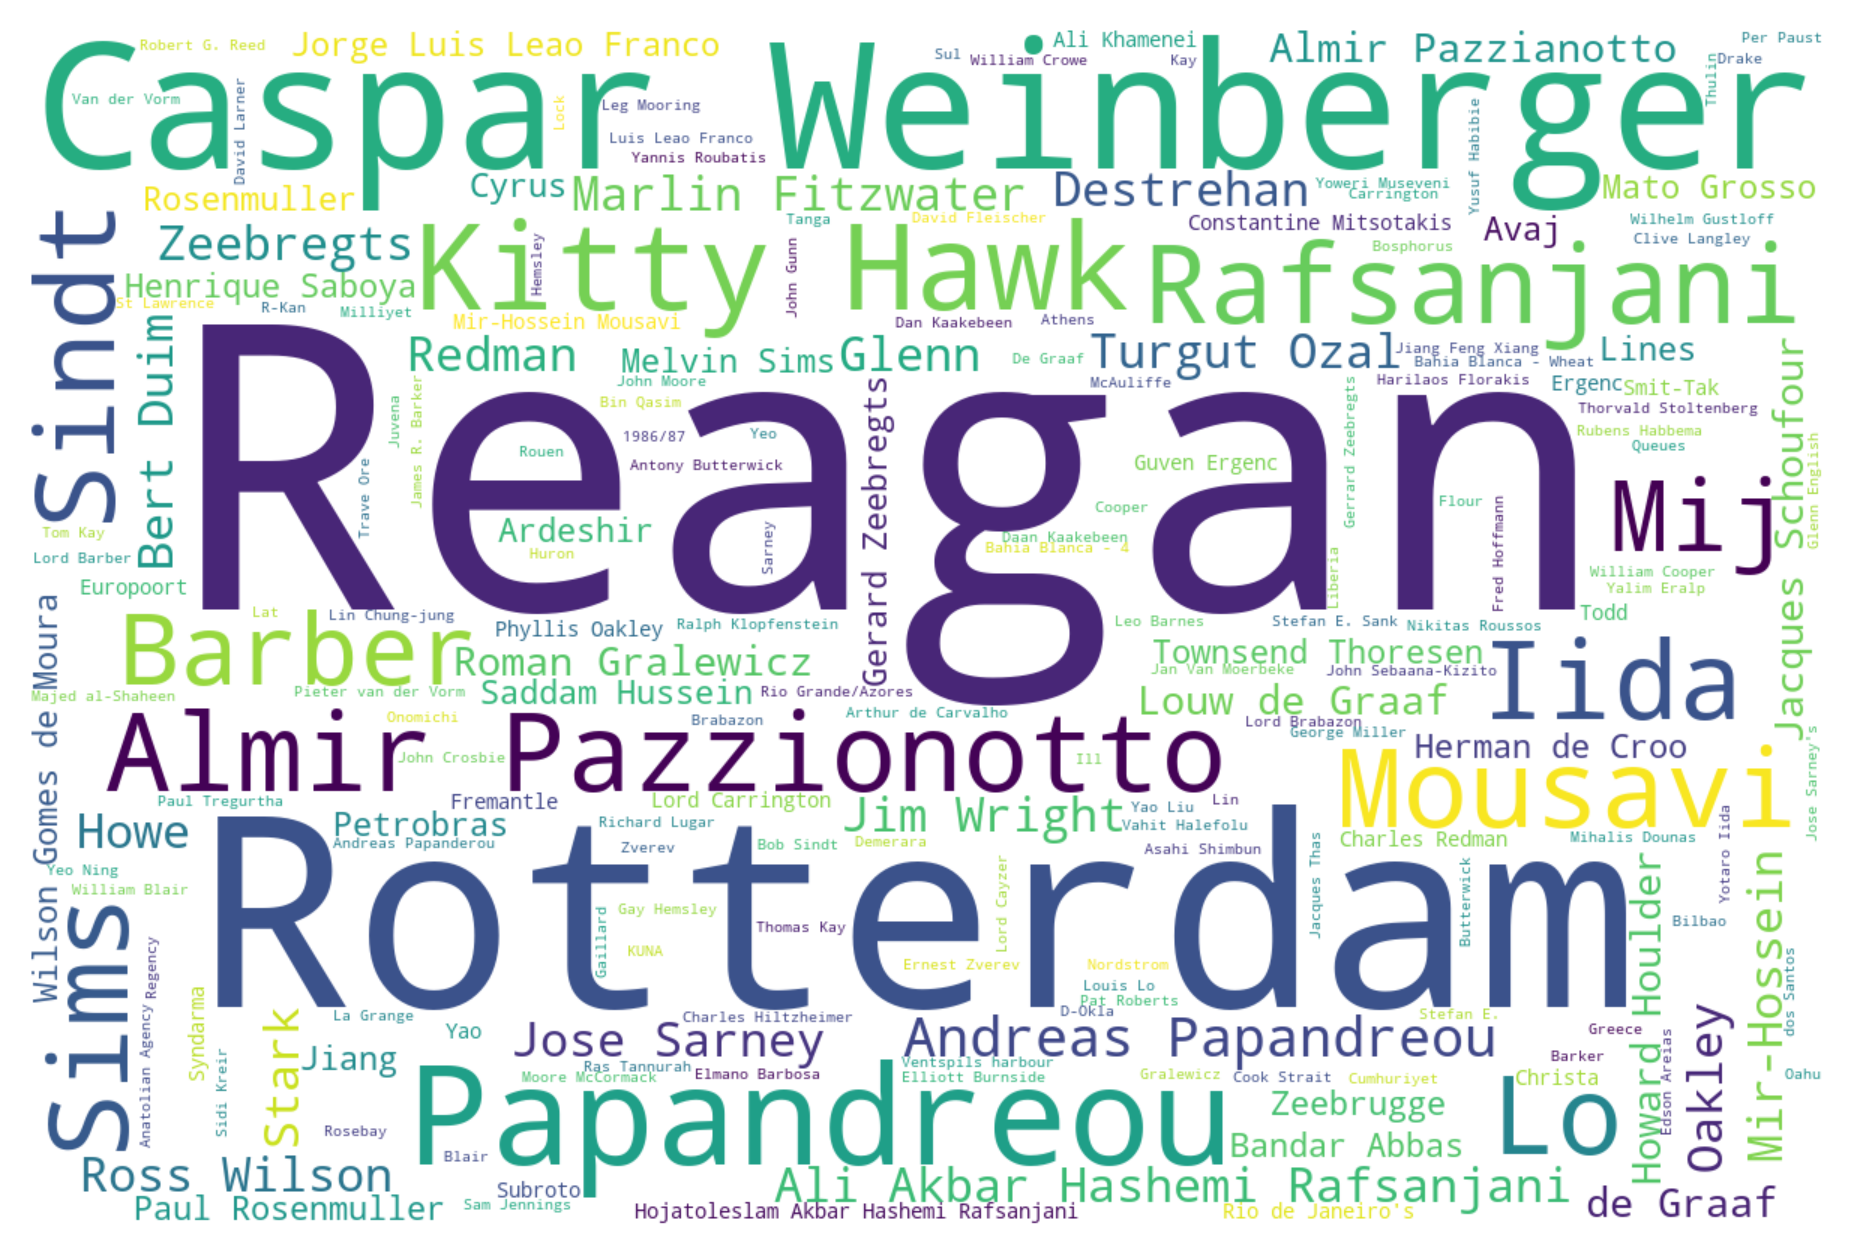 Robert G. Reed
Jorge Luis Leao Franco
Sul
William Crowe
Ali Khamenei
Kay
Almir Pazzianotto
Per Paust
Drake
Thulin
Caspar Weinberger
Van der Vorm
David Larner
Lock
Leg Mooring
Luis Leao Franco
Yannis Roubatis
Yusuf Habibie
Rosenmuller
Cyrus
Marlin Fitzwater
Destrehan
Yoweri Museveni
Carrington
Mato Grosso
Tanga
David Fleischer
Constantine Mitsotakis
Avaj
Wilhelm Gustloff
Clive Langley
Sindt
Zeebregts
Kitty Hawk
Hemsley
John Gunn
Rafsanjani
Bosphorus
Henrique Saboya
St Lawrence
R-Kan
Milliyet
Mir-Hossein Mousavi
Dan Kaakebeen
Athens
Bert Duim
Redman
Melvin Sims
Glenn
De Graaf
Turgut Ozal
Jiang Feng Xiang
Bahia Blanca - Wheat
Lines
Reagan
John Moore
McAuliffe
Harilaos Florakis
Ergenc
Smit-Tak
Juvena
James R. Barker
Bin Qasim
Thorvald Stoltenberg
Jacques Schoufour
1986/87
Yeo
Rubens Habbema
Queues
Rouen
Antony Butterwick
Gerard Zeebregts
Guven Ergenc
Gerrard Zeebregts
Glenn English
Trave Ore
Mij
Cooper
Flour
Fred Hoffmann
Tom Kay
Ardeshir
Sarney
Daan Kaakebeen
Bahia Blanca - 4
Huron
Lord Barber
Europoort
Liberia
William Cooper
Yalim Eralp
Wilson Gomes de Moura
Lat
Lin Chung-jung
Barber
Phyllis Oakley
Ralph Klopfenstein
Leo Barnes
Stefan E. Sank
Nikitas Roussos
Todd
Roman Gralewicz
Townsend Thoresen
Jan Van Moerbeke
John Sebaana-Kizito
Iida
Majed al-Shaheen
Pieter van der Vorm
Saddam Hussein
Rio Grande/Azores
Louw de Graaf
Almir Pazzionotto
Onomichi
Brabazon
Arthur de Carvalho
Lord Brabazon
George Miller
John Crosbie
Ill
Herman de Croo
Mousavi
Jose Sarney's
Paul Tregurtha
Fremantle
Lord Carrington
Jim Wright
Yao Liu
Lin
Howe
Petrobras
Richard Lugar
Vahit Halefolu
Andreas Papanderou
Zverev
Bob Sindt
Demerara
Asahi Shimbun
Charles Redman
Mihalis Dounas
Rotterdam
Yeo Ning
William Blair
Jacques Thas
Butterwick
Howard Houlder
Yotaro Iida
Mir-Hossein
Sims
Gaillard
Gay Hemsley
Thomas Kay
Lord Cayzer
Bilbao
KUNA
Ernest Zverev
Nordstrom
Regency
Anatolian Agency
Syndarma
Louis Lo
Pat Roberts
dos Santos
La Grange
Yao
Charles Hiltzheimer
D-Okla
Stefan E.
Stark
Jose Sarney
Andreas Papandreou
Greece
Oakley
Sidi Kreir
Jiang
Ras Tannurah
Ventspils harbour
Barker
Edson Areias
Moore McCormack
Elmano Barbosa
Elliott Burnside
Gralewicz
Cook Strait
Cumhuriyet
Christa
Oahu
Papandreou
Zeebrugge
Lo
Rosebay
Bandar Abbas
Blair
Ross Wilson
Subroto
Ali Akbar Hashemi Rafsanjani
de Graaf
Paul Rosenmuller
Sam Jennings
Hojatoleslam Akbar Hashemi Rafsanjani
Rio de Janeiro's